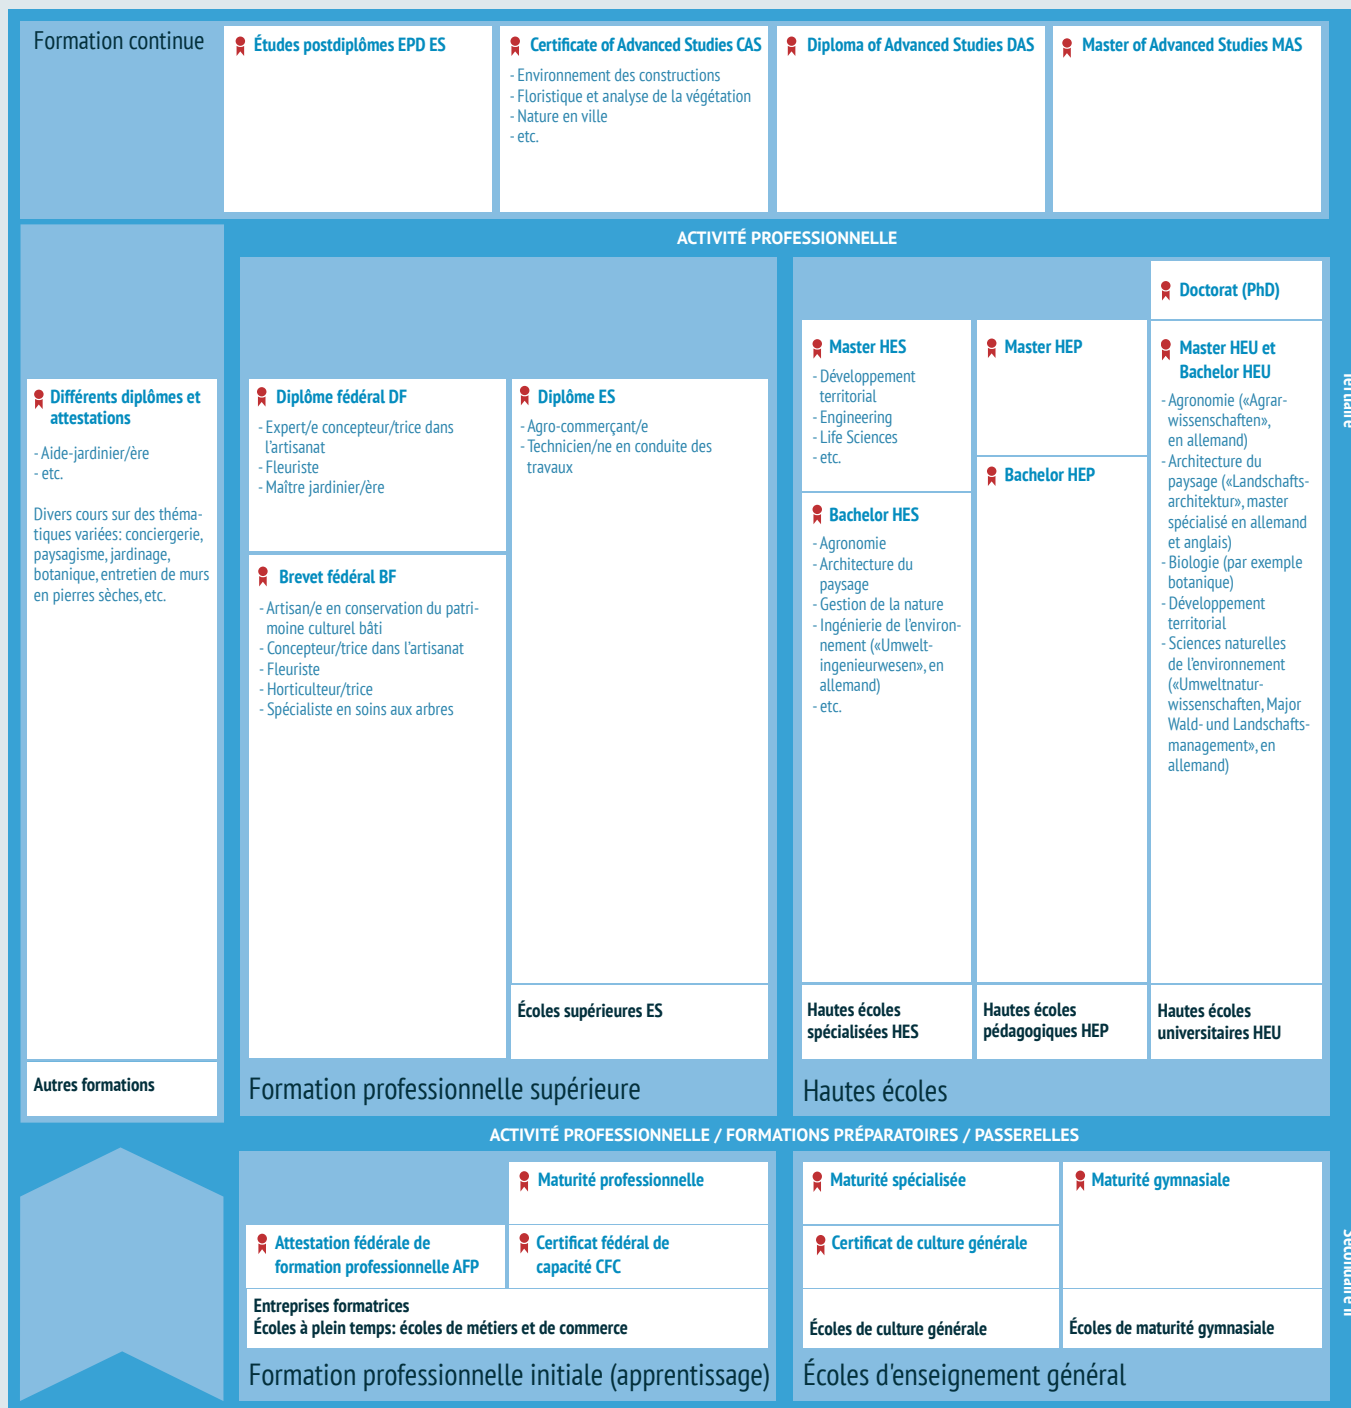 Formation continue
Études postdiplômes EPD ES
Certificate of Advanced Studies CAS
- Environnement des constructions
- Floristique et analyse de la végétation
- Nature en ville
- etc.
Diploma of Advanced Studies DAS
Master of Advanced Studies MAS
ACTIVITÉ PROFESSIONNELLE
Différents diplômes et
attestations
- Aide-jardinier/ère
- etc.
Divers cours sur des théma-
tiques variées: conciergerie,
paysagisme, jardinage,
botanique, entretien de murs
en pierres sèches, etc.
Autres formations
Diplôme fédéral DF
- Expert/e concepteur/trice dans
l'artisanat
- Fleuriste
- Maître jardinier/ère
Brevet fédéral BF
- Artisan/e en conservation du patri-
moine culturel bâti
- Concepteur/trice dans l'artisanat
- Fleuriste
- Horticulteur/trice
- Spécialiste en soins aux arbres
Diplôme ES
- Agro-commerçant/e
- Technicien/ne en conduite des
travaux
Écoles supérieures ES
Formation professionnelle supérieure
Master HES
- Développement
territorial
- Engineering
- Life Sciences
- etc.
Bachelor HES
- Agronomie
- Architecture du
paysage
- Gestion de la nature
- Ingénierie de l'environ-
nement («Umwelt-
ingenieurwesen», en
allemand)
- etc.
Hautes écoles
spécialisées HES
Master HEP
Bachelor HEP
Hautes écoles
pédagogiques HEP
Doctorat (PhD)
Master HEU et
Bachelor HEU
- Agronomie («Agrar-
wissenschaften»,
en allemand)
- Architecture du
paysage («Landschafts-
architektur», master
spécialisé en allemand
et anglais)
- Biologie (par exemple
botanique)
- Développement
territorial
- Sciences naturelles
de l'environnement
(«Umweltnatur-
wissenschaften, Major
Wald- und Landschafts-
management», en
allemand)
Hautes écoles
universitaires HEU
Hautes écoles
Tertiaire
ACTIVITÉ PROFESSIONNELLE / FORMATIONS PRÉPARATOIRES / PASSERELLES
Maturité professionnelle
Attestation fédérale de
formation professionnelle AFP
Certificat fédéral de
capacité CFC
Entreprises formatrices
Écoles à plein temps: écoles de métiers et de commerce
Formation professionnelle initiale (apprentissage)
Maturité spécialisée
Certificat de culture générale
Écoles de culture générale
Maturité gymnasiale
Écoles de maturité gymnasiale
Écoles d'enseignement général
Secondaire II